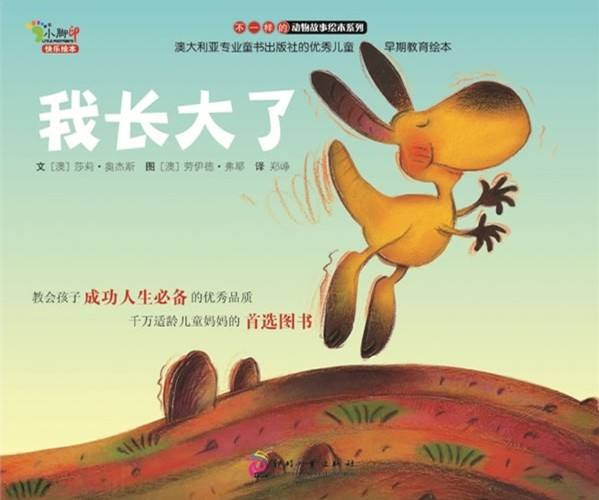 小脚印
快乐绘本
不一样的动物故事绘本系列
澳大利亚专业童书出版社的优秀儿童早期教育绘本
我长大了
文［澳］莎莉·奥杰斯 图［澳］劳伊德·弗耶 译 郑峥
教会孩子成功人生必备的优秀品质
千万适龄儿童妈妈的首选图书